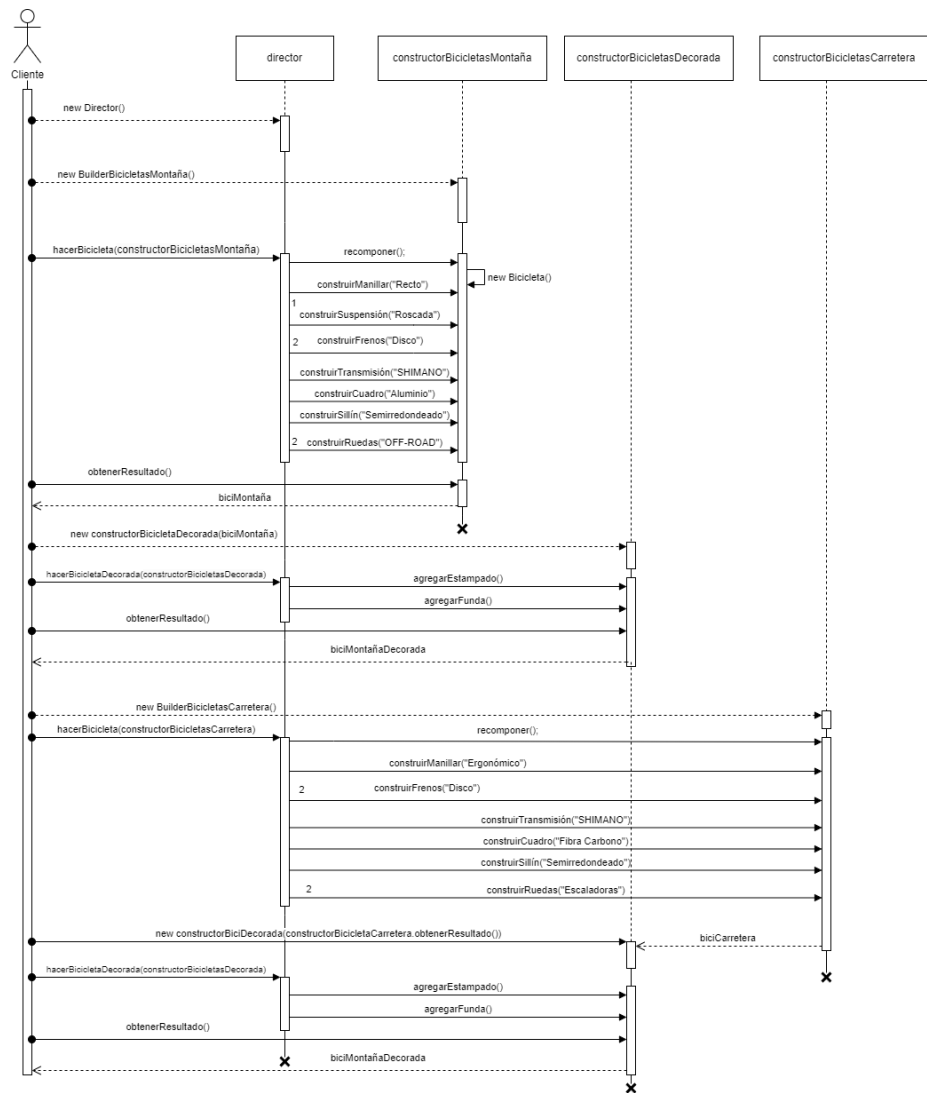 Cliente
director
constructorBicicletasMontaña
constructorBicicletasDecorada
constructorBicicletasCarretera
new Director()
new BuilderBicicletasMontaña()
hacerBicicleta(constructorBicicletasMontaña)
recomponer();
new Bicicleta()
construirManillar("Recto")
1
construirSuspensión("Roscada")
2
construirFrenos("Disco")
construirTransmisión("SHIMANO")
construirCuadro("Aluminio")
construirSillín("Semirredondeado")
2
construirRuedas("OFF-ROAD")
obtenerResultado()
biciMontaña
new constructorBicicletaDecorada(biciMontaña)
hacerBicicletaDecorada(constructorBicicletasDecorada)
agregarEstampado()
agregarFunda()
obtenerResultado()
biciMontañaDecorada
new BuilderBicicletasCarretera()
hacerBicicleta(constructorBicicletasCarretera)
recomponer();
construirManillar("Ergonómico")
2
construirFrenos("Disco")
construirTransmisión("SHIMANO")
construirCuadro("Fibra Carbono")
construirSillín("Semirredondeado")
2
construirRuedas("Escaladoras")
new constructorBiciDecorada(constructorBicicletaCarretera.obtenerResultado())
biciCarretera
hacerBicicletaDecorada(constructorBicicletasDecorada)
agregarEstampado()
agregarFunda()
obtenerResultado()
biciMontañaDecorada